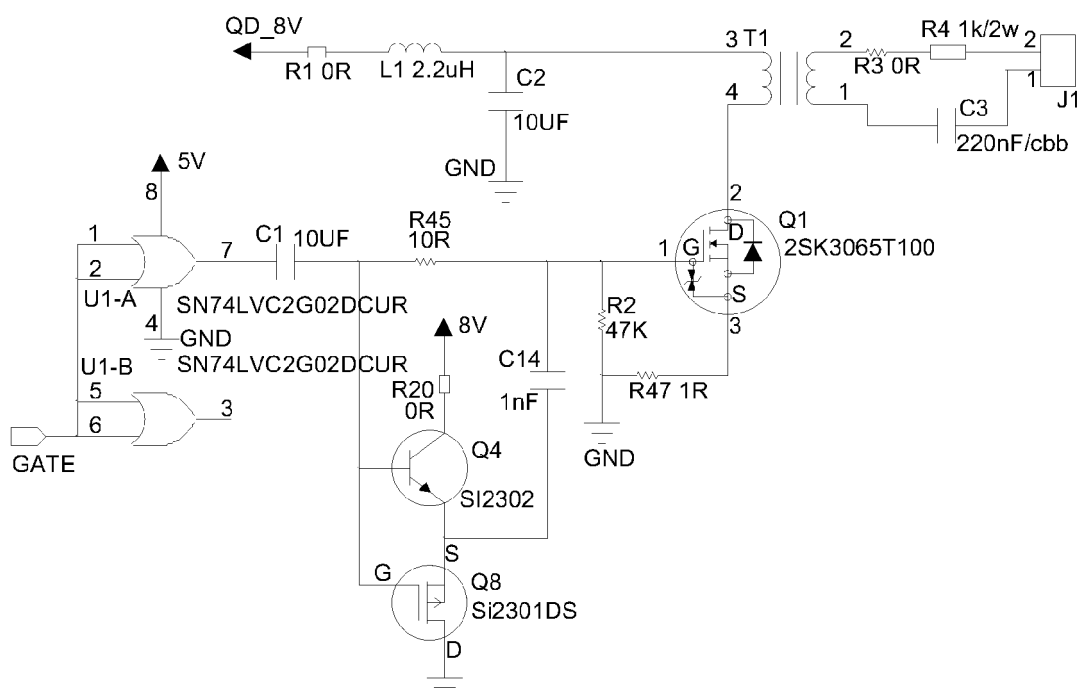 QD_8V
R1 0R
L1 2.2uH
C2
10UF
GND
3 T1
4
2
1
R3 0R
R4 1k/2w
2
1
J1
C3
220nF/cbb
5V
8
1
2
7
U1-A
SN74LVC2G02DCUR
4
GND
C1 10UF
R45
10R
2
Q1
2SK3065T100
1 G
D
S
3
R2
47K
R47 1R
GND
U1-B
SN74LVC2G02DCUR
5
6
3
GATE
8V
R20
0R
C14
1nF
Q4
SI2302
S
G
Q8
Si2301DS
D